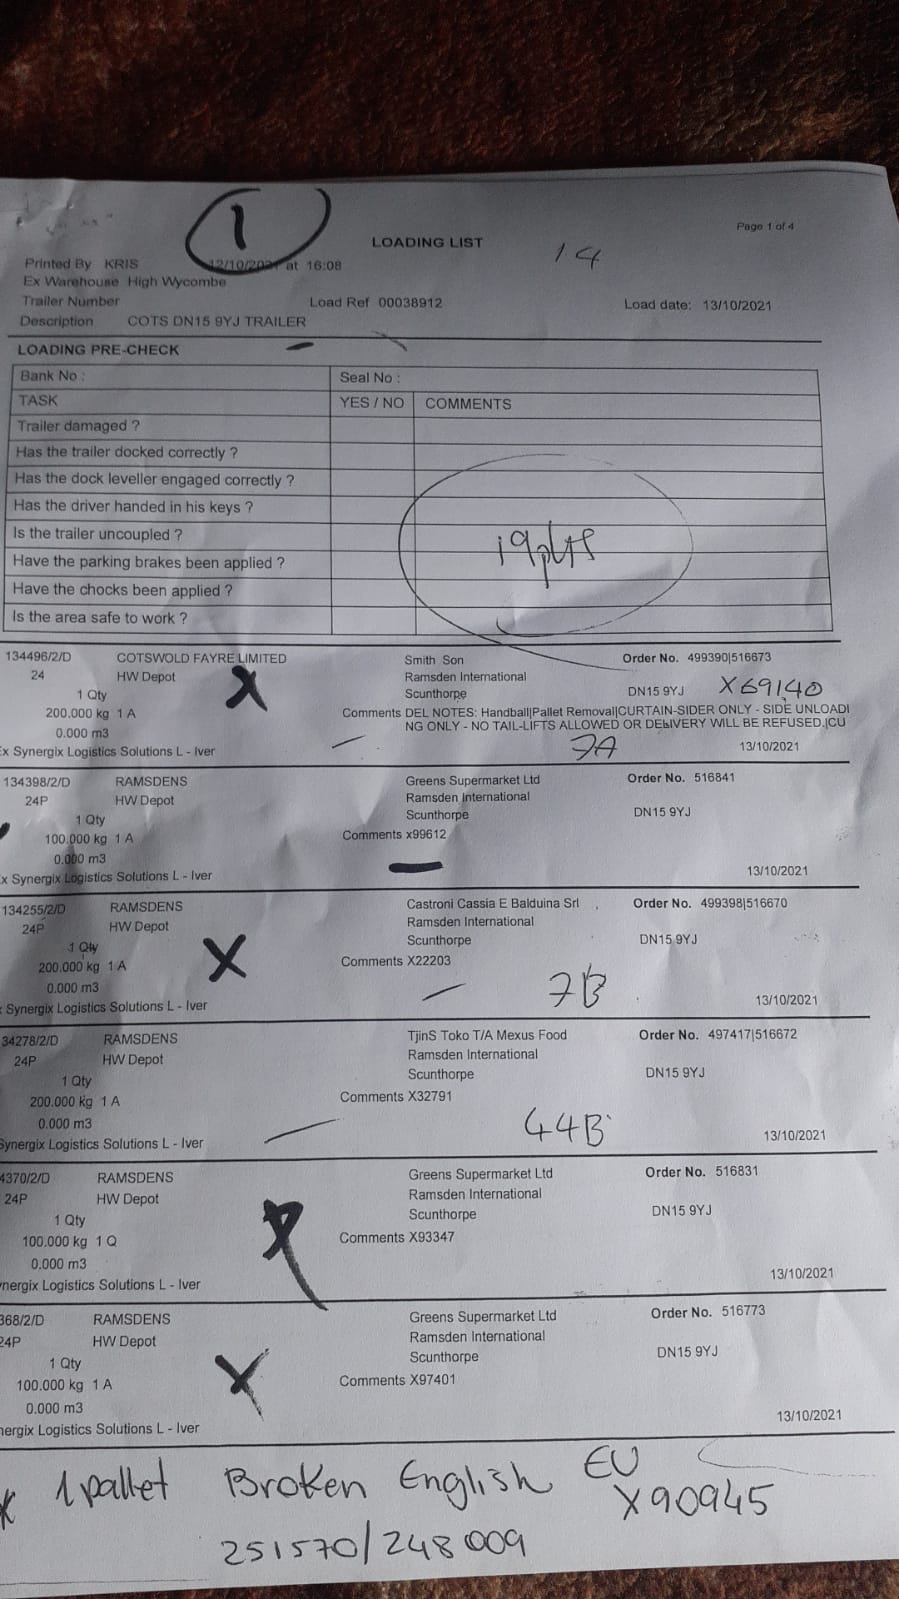 1
Page 1 of 4
LOADING LIST
14
Printed By KRIS 12/10/2021 at 16:08
Ex Warehouse High Wycombe
Trailer Number Load Ref 00038912 Load date: 13/10/2021
Description COTS DN15 9YJ TRAILER
LOADING PRE-CHECK
Bank No : Seal No :
TASK YES / NO COMMENTS
Trailer damaged ?
Has the trailer docked correctly ?
Has the dock leveller engaged correctly ?
Has the driver handed in his keys ?
Is the trailer uncoupled ?
19plts
Have the parking brakes been applied ?
Have the chocks been applied ?
Is the area safe to work ?
134496/2/D COTSWOLD FAYRE LIMITED Smith Son Order No. 499390|516673
24 HW Depot X Ramsden International
1 Qty Scunthorpe DN15 9YJ X69140
200.000 kg 1 A Comments DEL NOTES: Handball|Pallet Removal|CURTAIN-SIDER ONLY - SIDE UNLOADI
0.000 m3 NG ONLY - NO TAIL-LIFTS ALLOWED OR DELIVERY WILL BE REFUSED.|CU
Ex Synergix Logistics Solutions L - Iver 7A 13/10/2021
134398/2/D RAMSDENS Greens Supermarket Ltd Order No. 516841
24P HW Depot Ramsden International
1 Qty Scunthorpe DN15 9YJ
100.000 kg 1 A Comments x99612
0.000 m3
x Synergix Logistics Solutions L - Iver 13/10/2021
134255/2/D RAMSDENS Castroni Cassia E Balduina Srl Order No. 499398|516670
24P HW Depot Ramsden International
1 Qty X Scunthorpe DN15 9YJ
200.000 kg 1 A Comments X22203
0.000 m3 7B
Synergix Logistics Solutions L - Iver 13/10/2021
34278/2/D RAMSDENS TjinS Toko T/A Mexus Food Order No. 497417|516672
24P HW Depot Ramsden International
1 Qty Scunthorpe DN15 9YJ
200.000 kg 1 A Comments X32791
0.000 m3 44B
Synergix Logistics Solutions L - Iver 13/10/2021
4370/2/D RAMSDENS Greens Supermarket Ltd Order No. 516831
24P HW Depot Ramsden International
1 Qty Scunthorpe DN15 9YJ
100.000 kg 1 Q Comments X93347
0.000 m3
nergix Logistics Solutions L - Iver 13/10/2021
368/2/D RAMSDENS Greens Supermarket Ltd Order No. 516773
24P HW Depot Ramsden International
1 Qty X Scunthorpe DN15 9YJ
100.000 kg 1 A Comments X97401
0.000 m3
nergix Logistics Solutions L - Iver 13/10/2021
x 1 pallet Broken English EU X90945
251570/248009